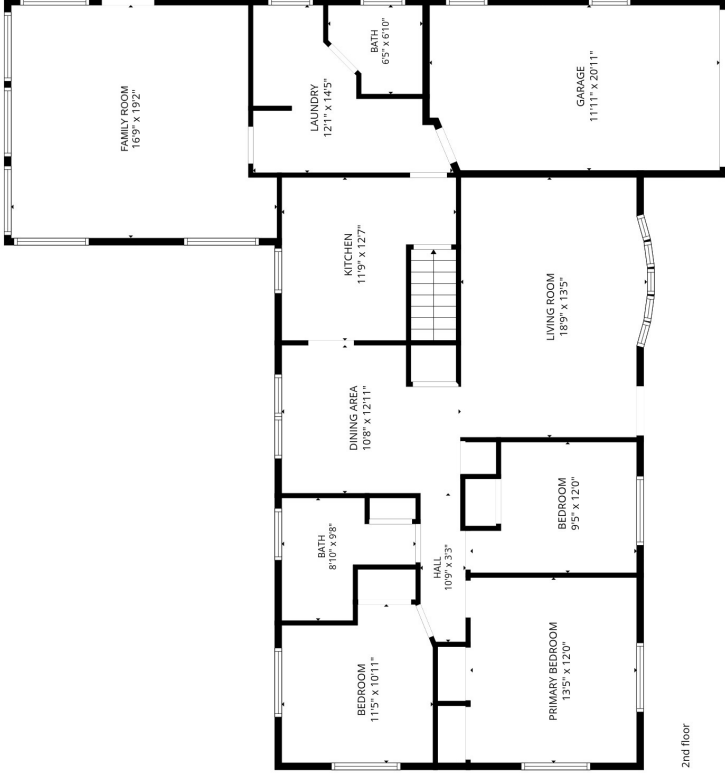 FAMILY ROOM
16'9" x 19'2"
LAUNDRY
12'1" x 14'5"
BATH
6'5" x 6'10"
GARAGE
11'11" x 20'11"
KITCHEN
11'9" x 12'7"
LIVING ROOM
18'9" x 13'5"
DINING AREA
10'8" x 12'11"
BATH
8'10" x 9'8"
HALL
10'9" x 3'3"
BEDROOM
9'5" x 12'0"
BEDROOM
11'5" x 10'11"
PRIMARY BEDROOM
13'5" x 12'0"
2nd floor